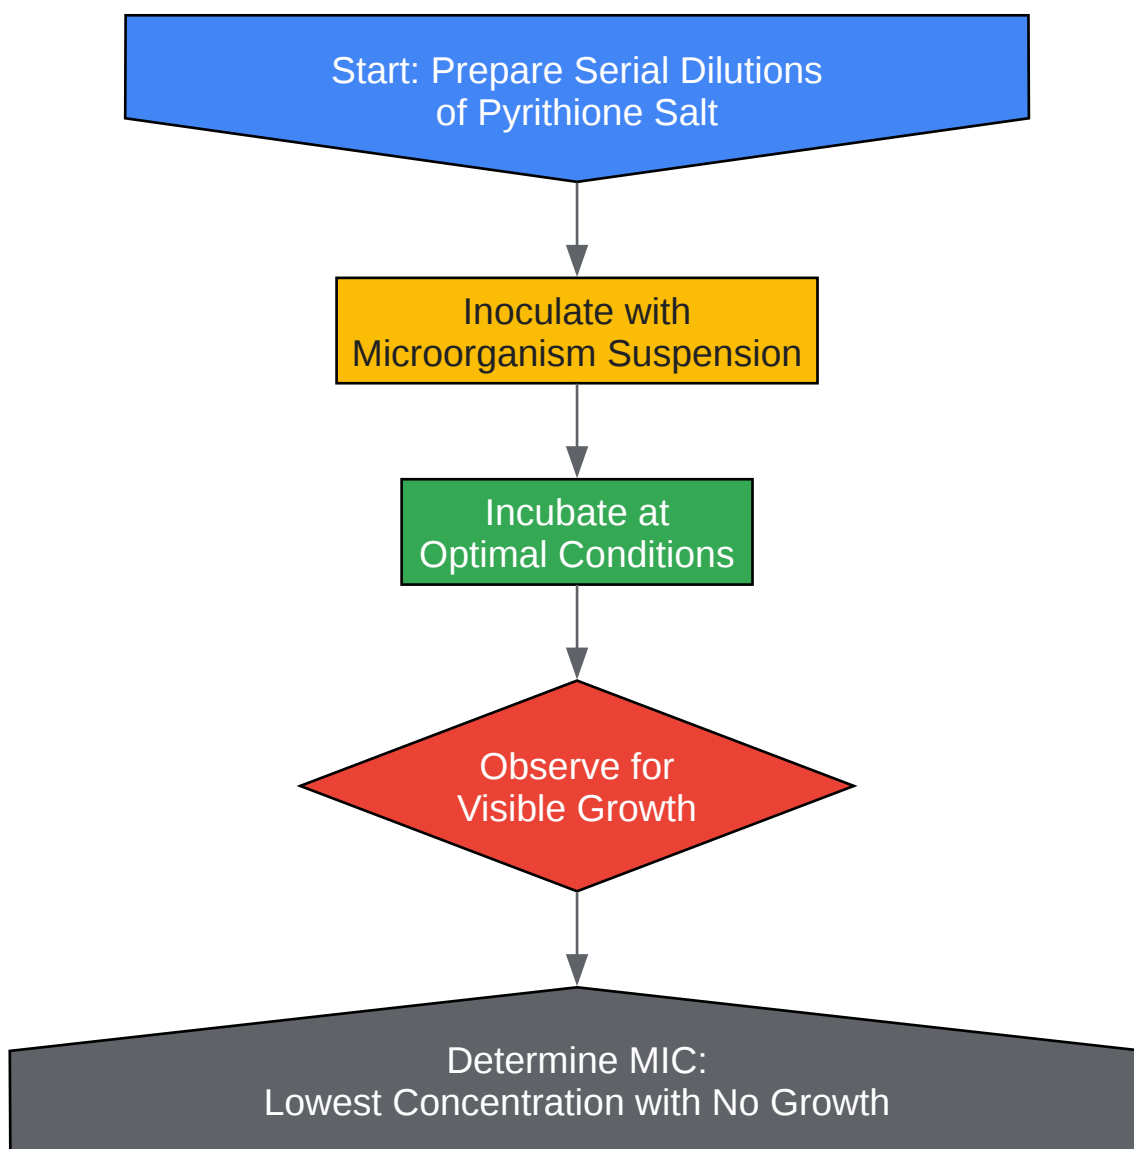 Start: Prepare Serial Dilutions
of Pyrithione Salt
Inoculate with
Microorganism Suspension
Incubate at
Optimal Conditions
Observe for
Visible Growth
Determine MIC:
Lowest Concentration with No Growth